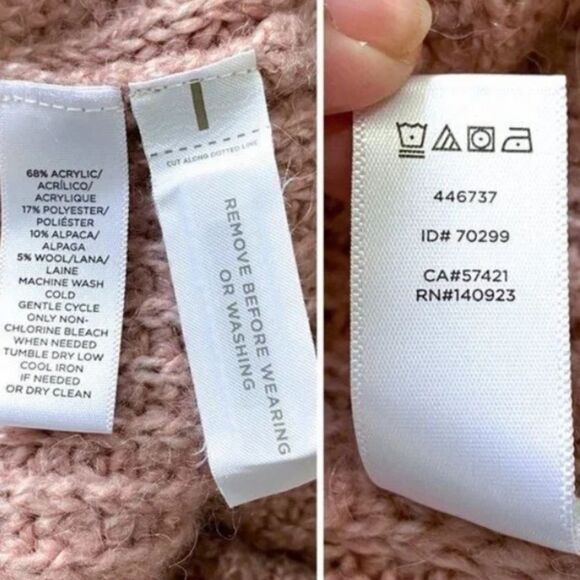 68% ACRYLIC/
ACRÍLICO/
ACRYLIQUE
17% POLYESTER/
POLIÉSTER
10% ALPACA/
ALPAGA
5% WOOL/LANA/
LAINE
MACHINE WASH
COLD
GENTLE CYCLE
ONLY NON-
CHLORINE BLEACH
WHEN NEEDED
TUMBLE DRY LOW
COOL IRON
IF NEEDED
OR DRY CLEAN
CUT ALONG DOTTED LINE
REMOVE BEFORE WEARING
OR WASHING
446737
ID# 70299
CA#57421
RN#140923